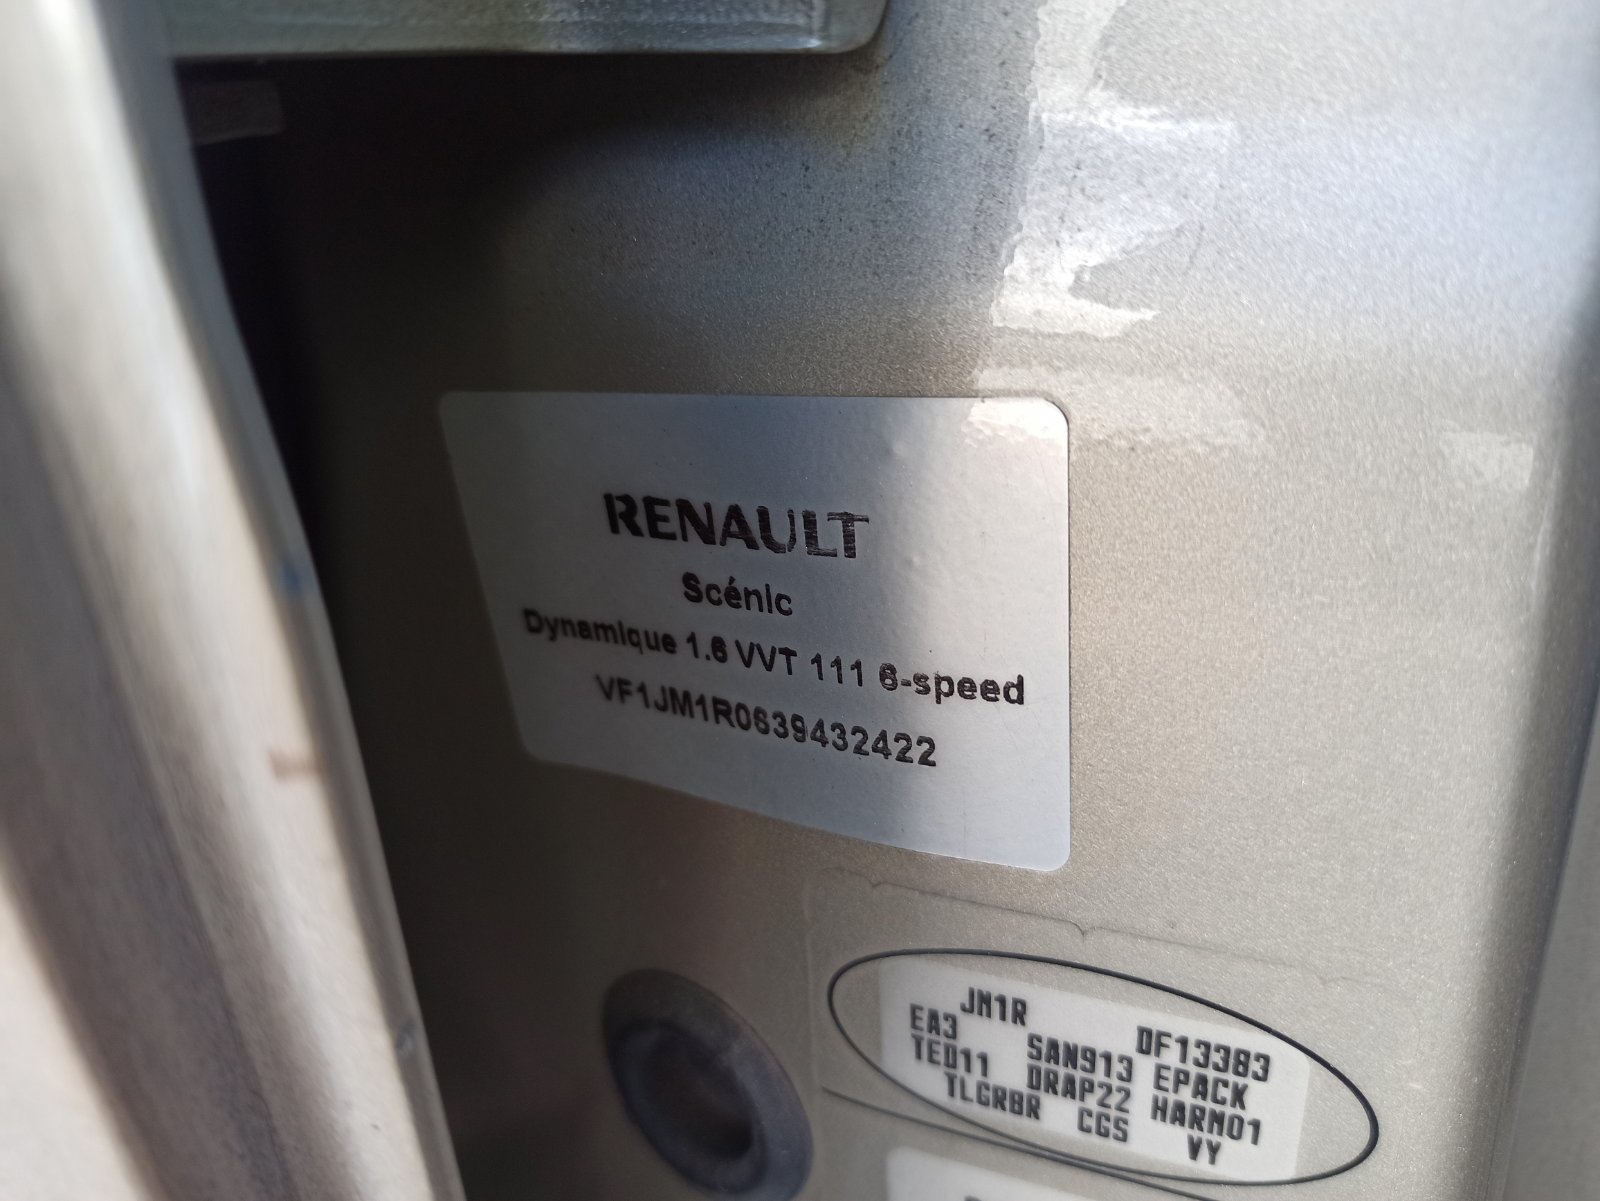 RENAULT
Scénic
Dynamique 1.6 VVT 111 6-speed
VF1JM1R0639432422
JM1R
EA3 SAN913 DF13383
TED11 DRAP22 EPACK
TLGRBR CGS HARM01
VY